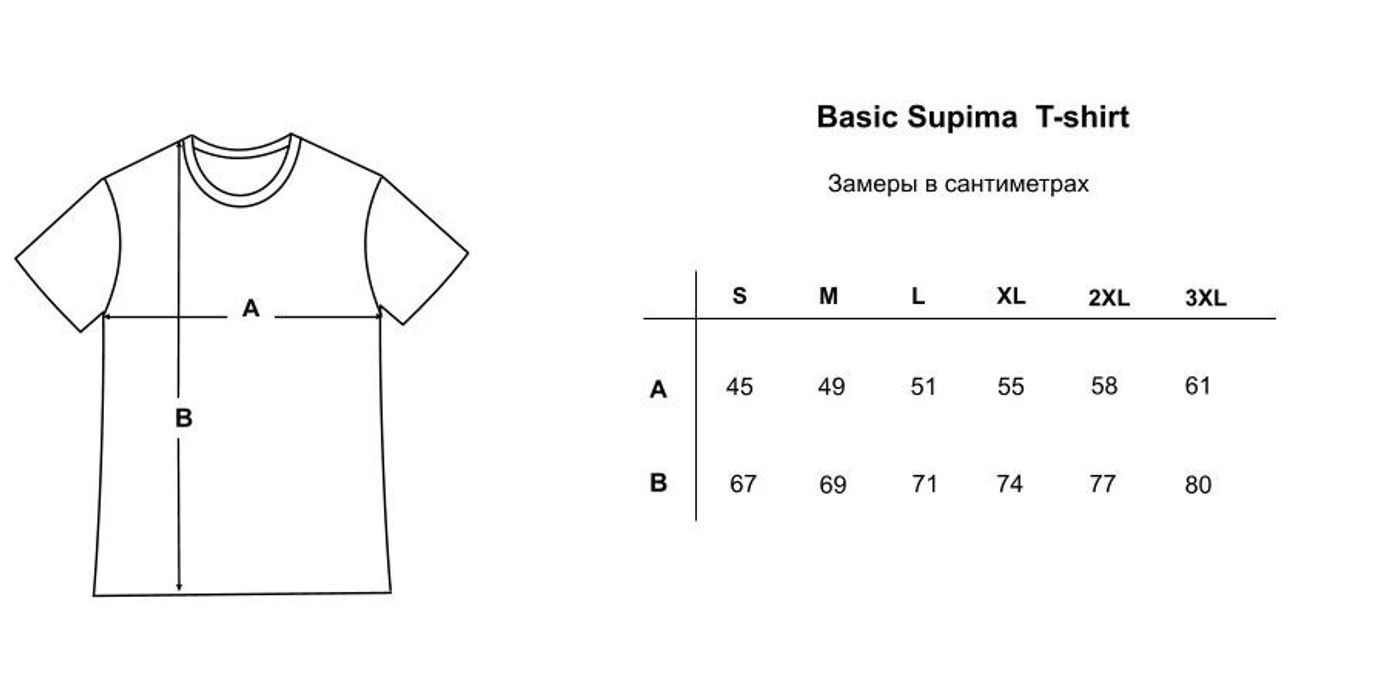 Basic Supima T-shirt
Замеры в сантиметрах
S M L XL 2XL 3XL
A 45 49 51 55 58 61
B 67 69 71 74 77 80
A
B